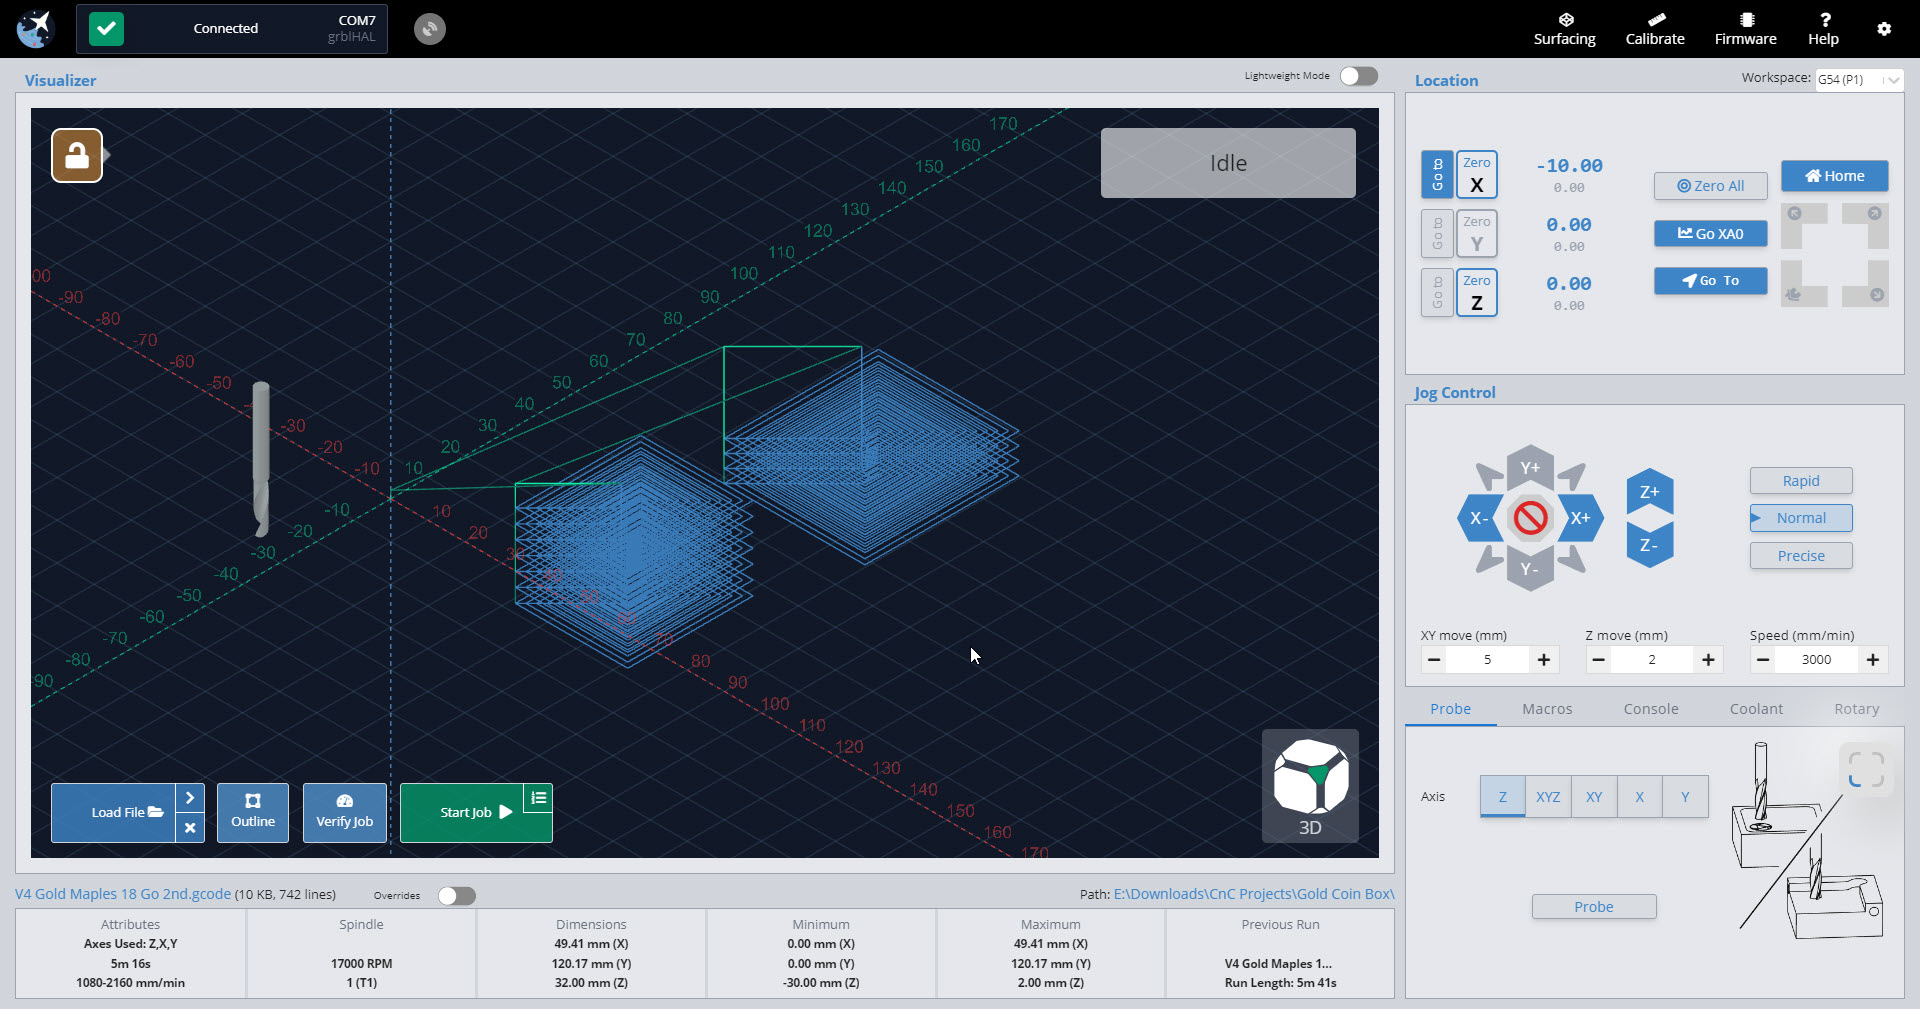 Connected
COM7
grblHAL
Surfacing
Calibrate
Firmware
Help
Visualizer
Lightweight Mode
Location
Workspace:
G54 (P1)
Idle
170
160
150
140
130
120
110
100
90
80
70
60
50
40
30
20
10
-10
-20
-30
-40
-50
-60
-70
-80
-90
00
-90
-80
-70
-60
-50
-30
-20
-10
10
20
70
80
90
100
110
120
130
140
150
160
170
3D
Load File
Outline
Verify Job
Start Job
Zero
X
-10.00
0.00
Zero
Y
0.00
0.00
Zero
Z
0.00
0.00
Zero All
Go XA0
Go To
Home
Jog Control
Y+
X-
X+
Y-
Z+
Z-
Rapid
Normal
Precise
XY move (mm)
Z move (mm)
Speed (mm/min)
5
2
3000
Probe
Macros
Console
Coolant
Rotary
Axis
Z
XYZ
XY
X
Y
Probe
V4 Gold Maples 18 Go 2nd.gcode (10 KB, 742 lines)
Overrides
Path: E:\Downloads\CnC Projects\Gold Coin Box\
Attributes
Axes Used: Z,X,Y
5m 16s
1080-2160 mm/min
Spindle
17000 RPM
1 (T1)
Dimensions
49.41 mm (X)
120.17 mm (Y)
32.00 mm (Z)
Minimum
0.00 mm (X)
0.00 mm (Y)
-30.00 mm (Z)
Maximum
49.41 mm (X)
120.17 mm (Y)
2.00 mm (Z)
Previous Run
V4 Gold Maples 1...
Run Length: 5m 41s